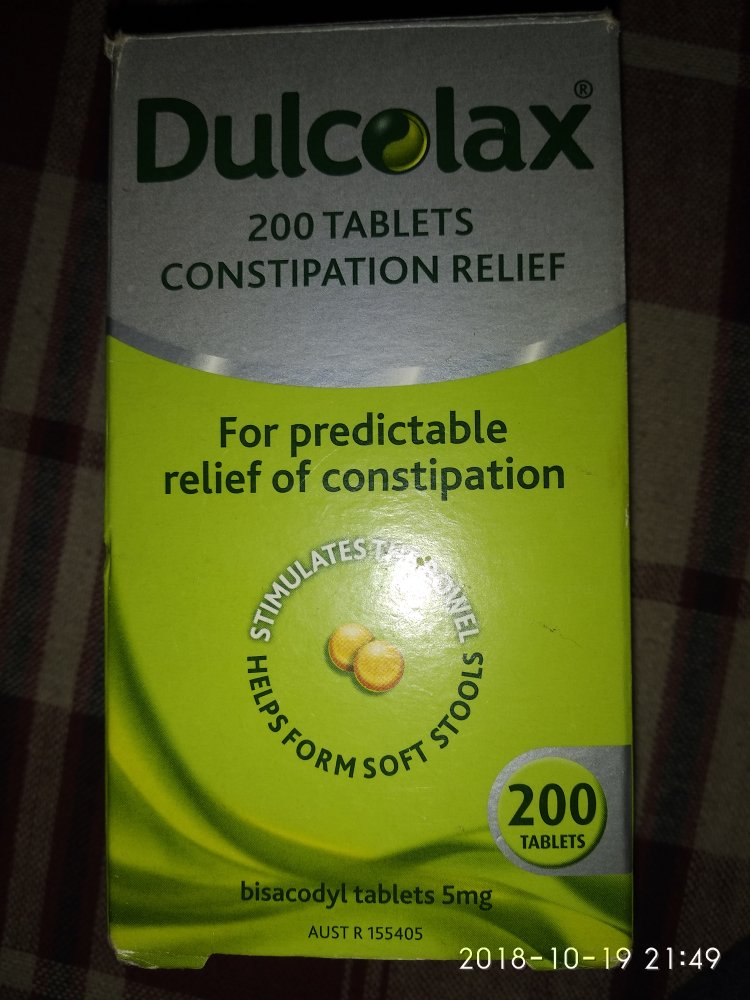 Dulcolax®
200 TABLETS
CONSTIPATION RELIEF
For predictable
relief of constipation
STIMULATES THE BOWEL
HELPS FORM SOFT STOOLS
200
TABLETS
bisacodyl tablets 5mg
AUST R 155405
2018-10-19 21:49